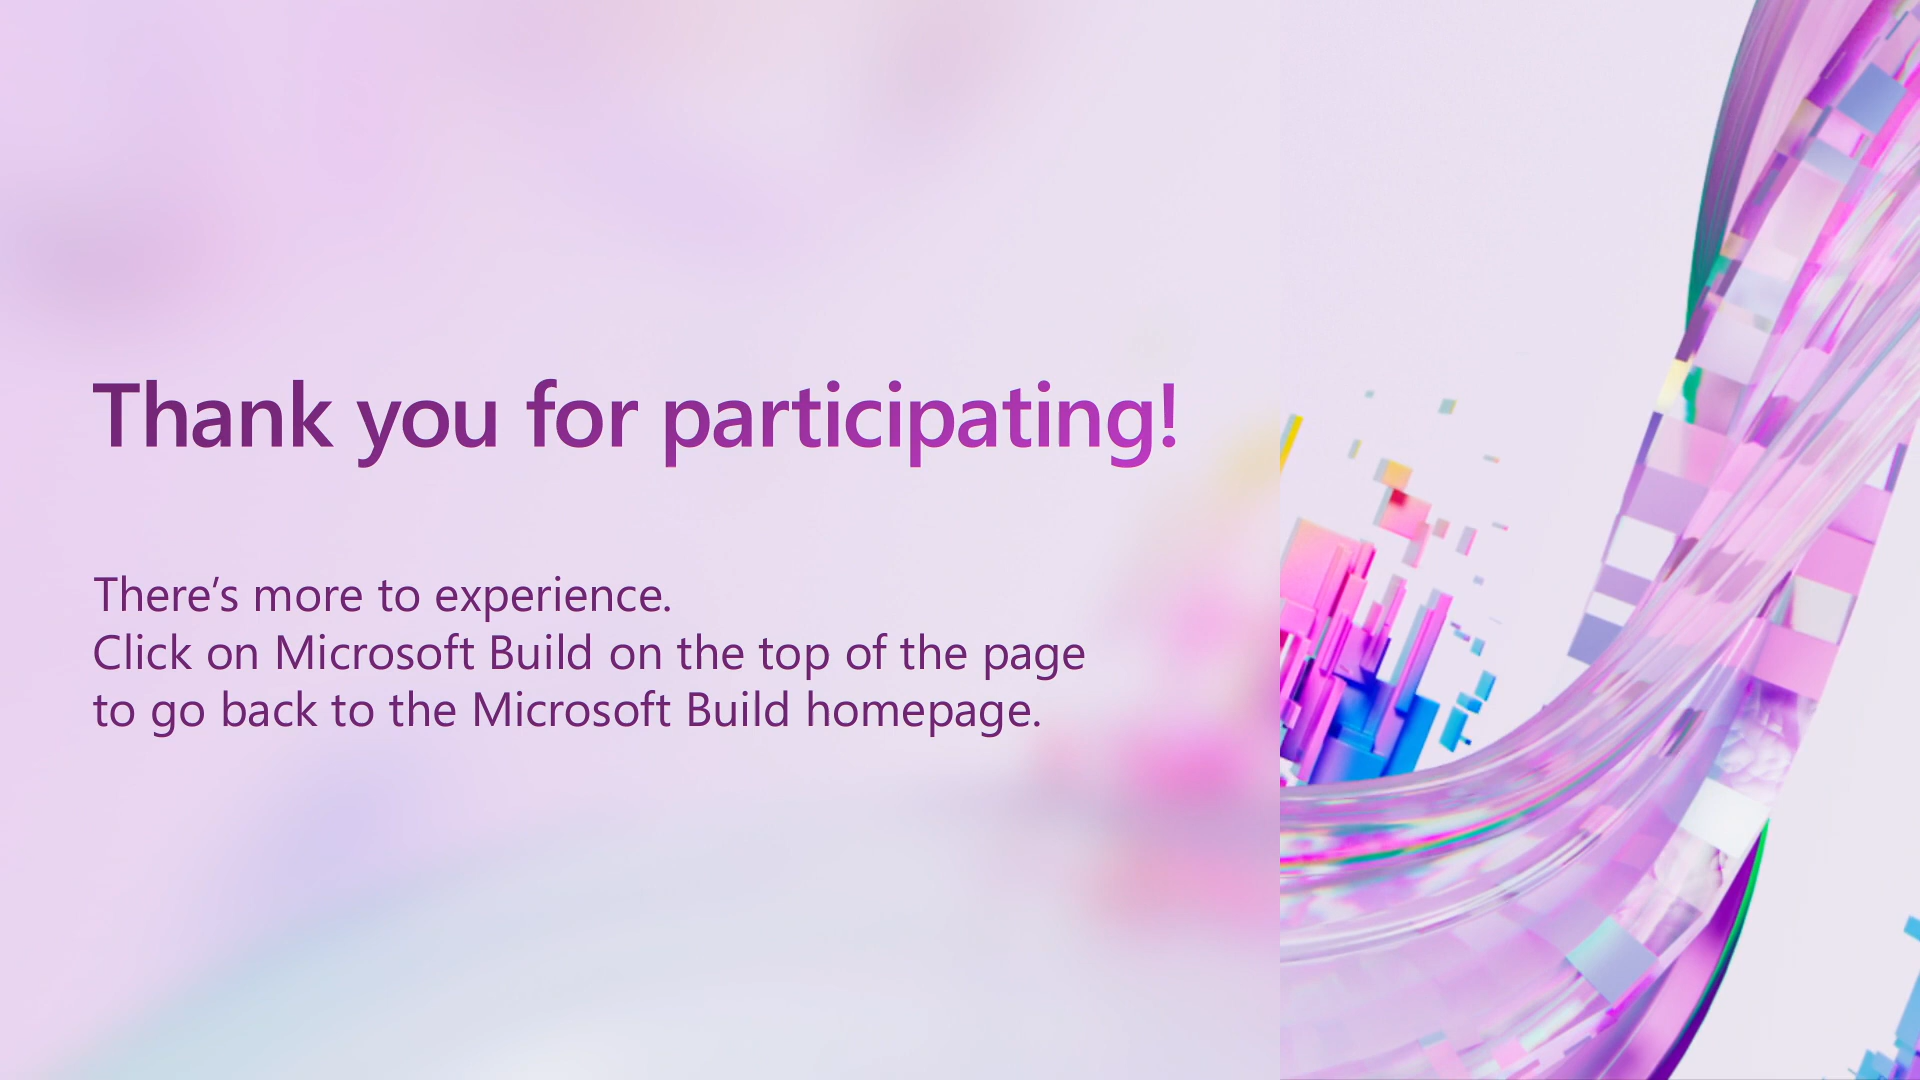 Thank you for participating!
There’s more to experience.
Click on Microsoft Build on the top of the page
to go back to the Microsoft Build homepage.